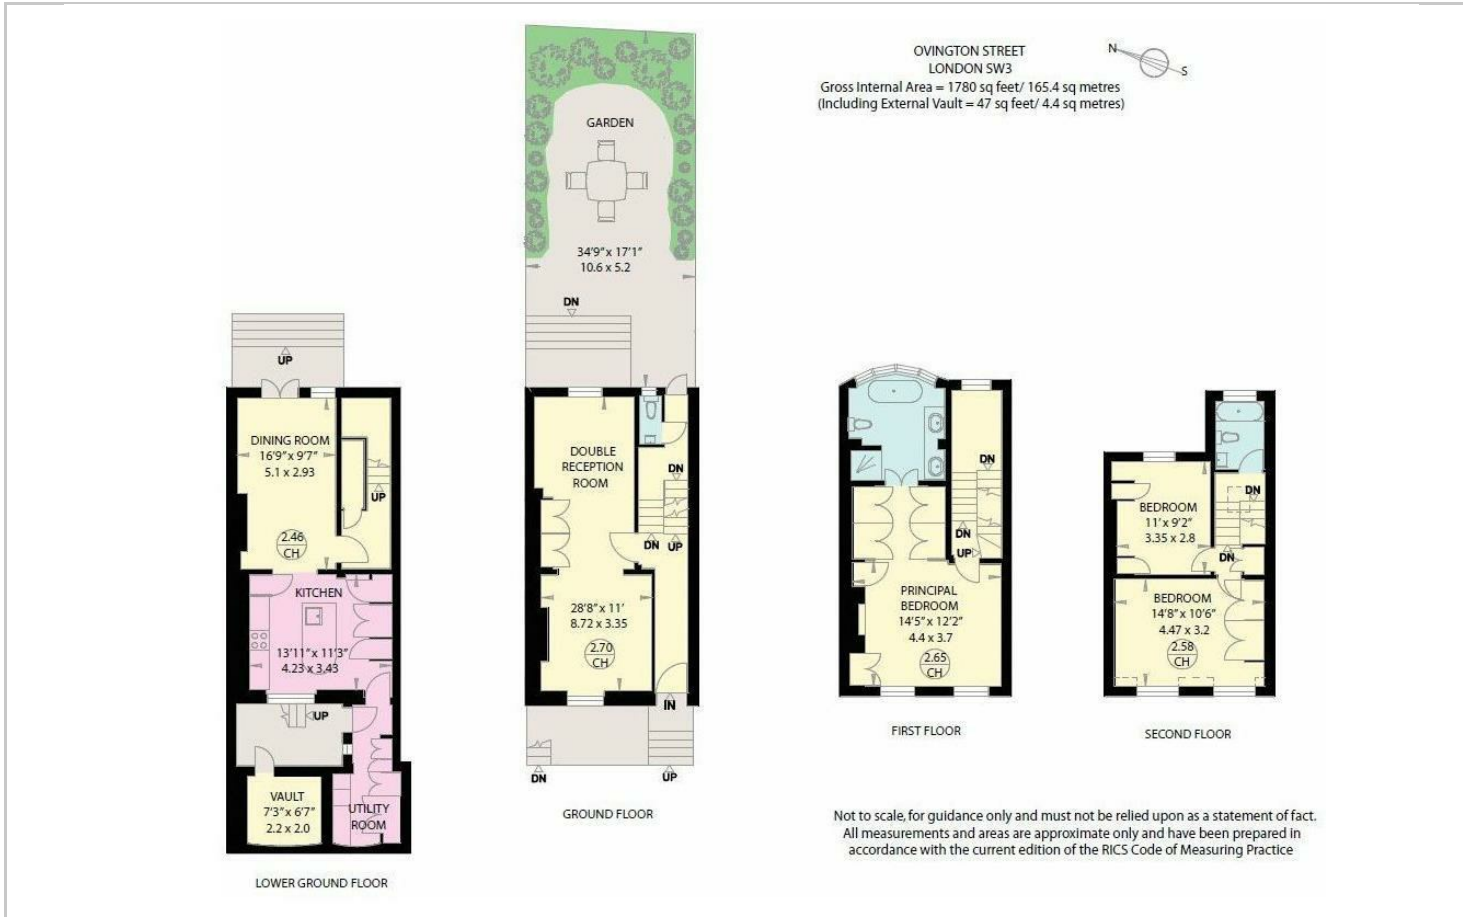 OVINGTON STREET
LONDON SW3
Gross Internal Area = 1780 sq feet/ 165.4 sq metres
(Including External Vault = 47 sq feet/ 4.4 sq metres)
N
S
GARDEN
34'9" x 17'1"
10.6 x 5.2
DN
UP
DINING ROOM
16'9" x 9'7"
5.1 x 2.93
UP
2.46
CH
KITCHEN
13'11" x 11'3"
4.23 x 3.43
UP
VAULT
7'3" x 6'7"
2.2 x 2.0
UTILITY
ROOM
LOWER GROUND FLOOR
DOUBLE
RECEPTION
ROOM
DN
DN
UP
28'8" x 11'
8.72 x 3.35
2.70
CH
IN
DN
UP
GROUND FLOOR
DN
DN
UP
PRINCIPAL
BEDROOM
14'5" x 12'2"
4.4 x 3.7
2.65
CH
FIRST FLOOR
BEDROOM
11' x 9'2"
3.35 x 2.8
DN
DN
BEDROOM
14'8" x 10'6"
4.47 x 3.2
2.58
CH
SECOND FLOOR
Not to scale, for guidance only and must not be relied upon as a statement of fact.
All measurements and areas are approximate only and have been prepared in
accordance with the current edition of the RICS Code of Measuring Practice